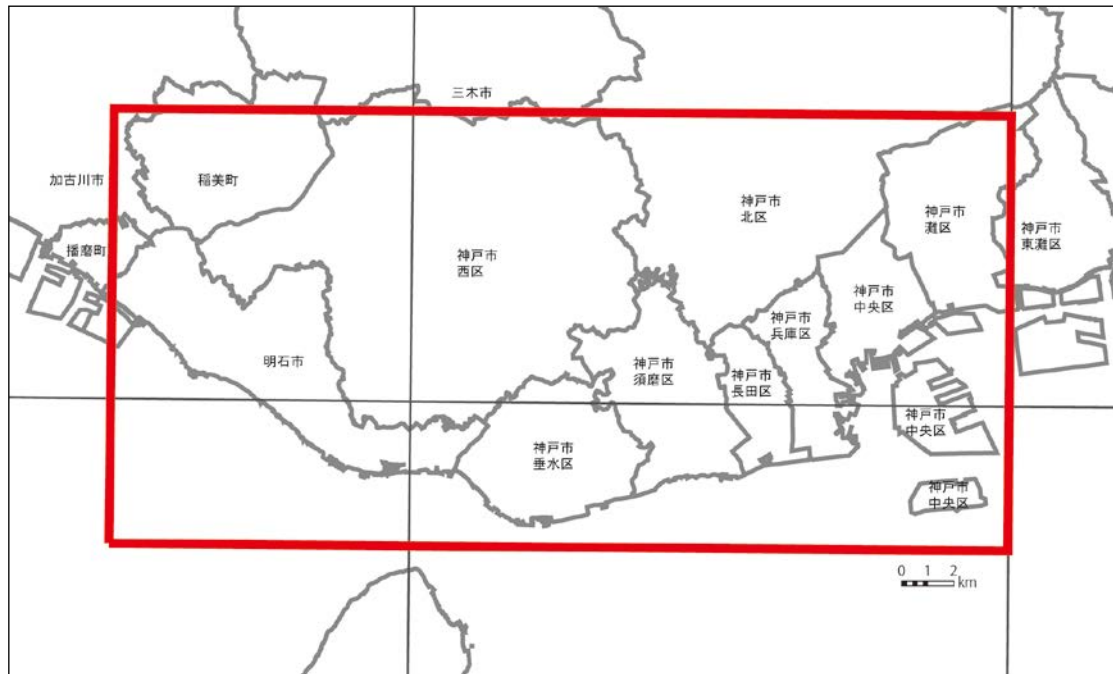 三木市
加古川市
稲美町
神戸市
北区
神戸市
灘区
神戸市
東灘区
播磨町
神戸市
西区
神戸市
中央区
神戸市
兵庫区
明石市
神戸市
須磨区
神戸市
長田区
神戸市
中央区
神戸市
垂水区
神戸市
中央区
0 1 2
km